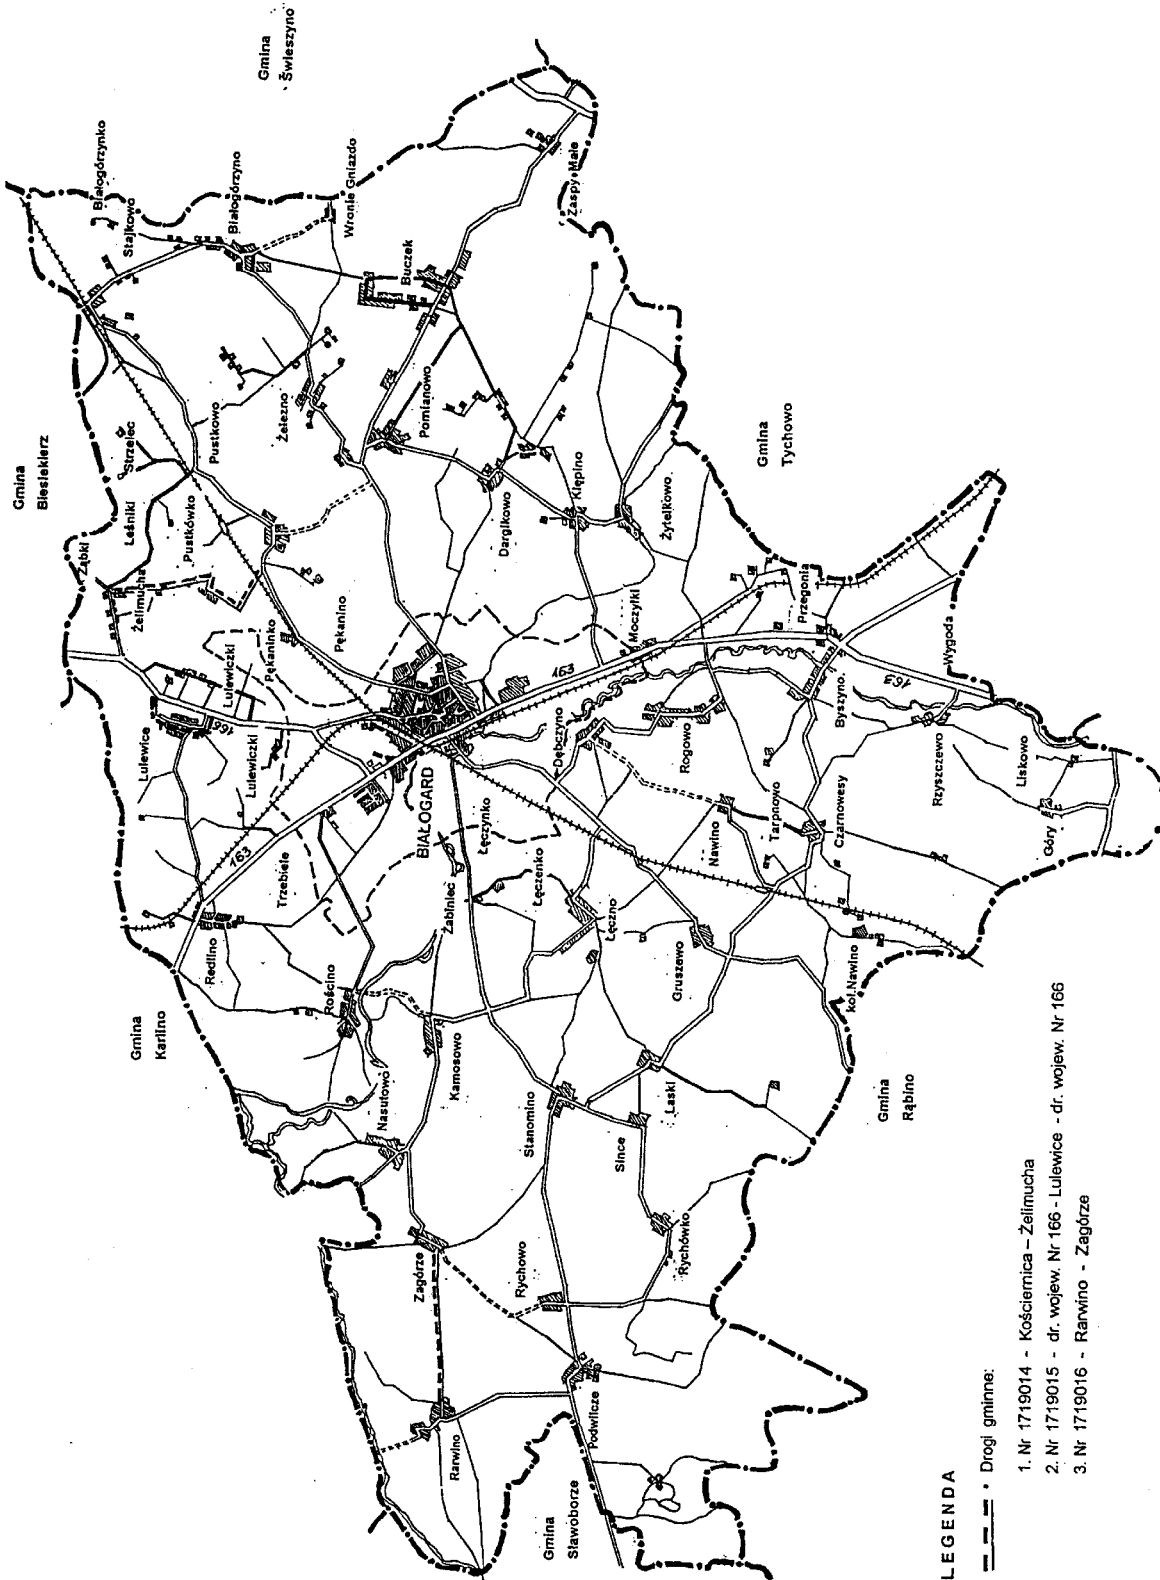 Gmina
Świeszyno
Gmina
Biesiekierz
Białogórzynko
Stajkowo
Białogórzyno
Wronie Gniazdo
Buczek
Zaspy Małe
Strzelec
Pustkowo
Żelezno
Pomianowo
Ząbki
Leśniki
Pustkówko
Żelimucha
Dargikowo
Klępino
Żytelkowo
Gmina
Tychowo
Pękaninko
Pękanino
Lulewice
Lulewiczki
166
Lulewiczki
163
Moczyłki
Przegonia
Wygoda
BIAŁOGARD
Dębczyno
Rogowo
Byszyno
163
Rzyszczewo
Liskowo
Góry
163
Trzebiele
Redlino
Gmina
Karlino
Rościno
Żabiniec
Łęczynko
Łęczenko
Łęczno
Nawino
Tarpnowo
Czarnowesy
Gruszewo
kol.Nawino
Nasutowo
Kamosowo
Stanomino
Laski
Since
Gmina
Rąbino
Zagórze
Rychowo
Rychówko
Rarwino
Podwilcze
Gmina
Sławoborze
LEGENDA
Drogi gminne:
1. Nr 1719014 - Kościernica – Żelimucha
2. Nr 1719015 - dr. wojew. Nr 166 - Lulewice - dr. wojew. Nr 166
3. Nr 1719016 - Rarwino - Zagórze